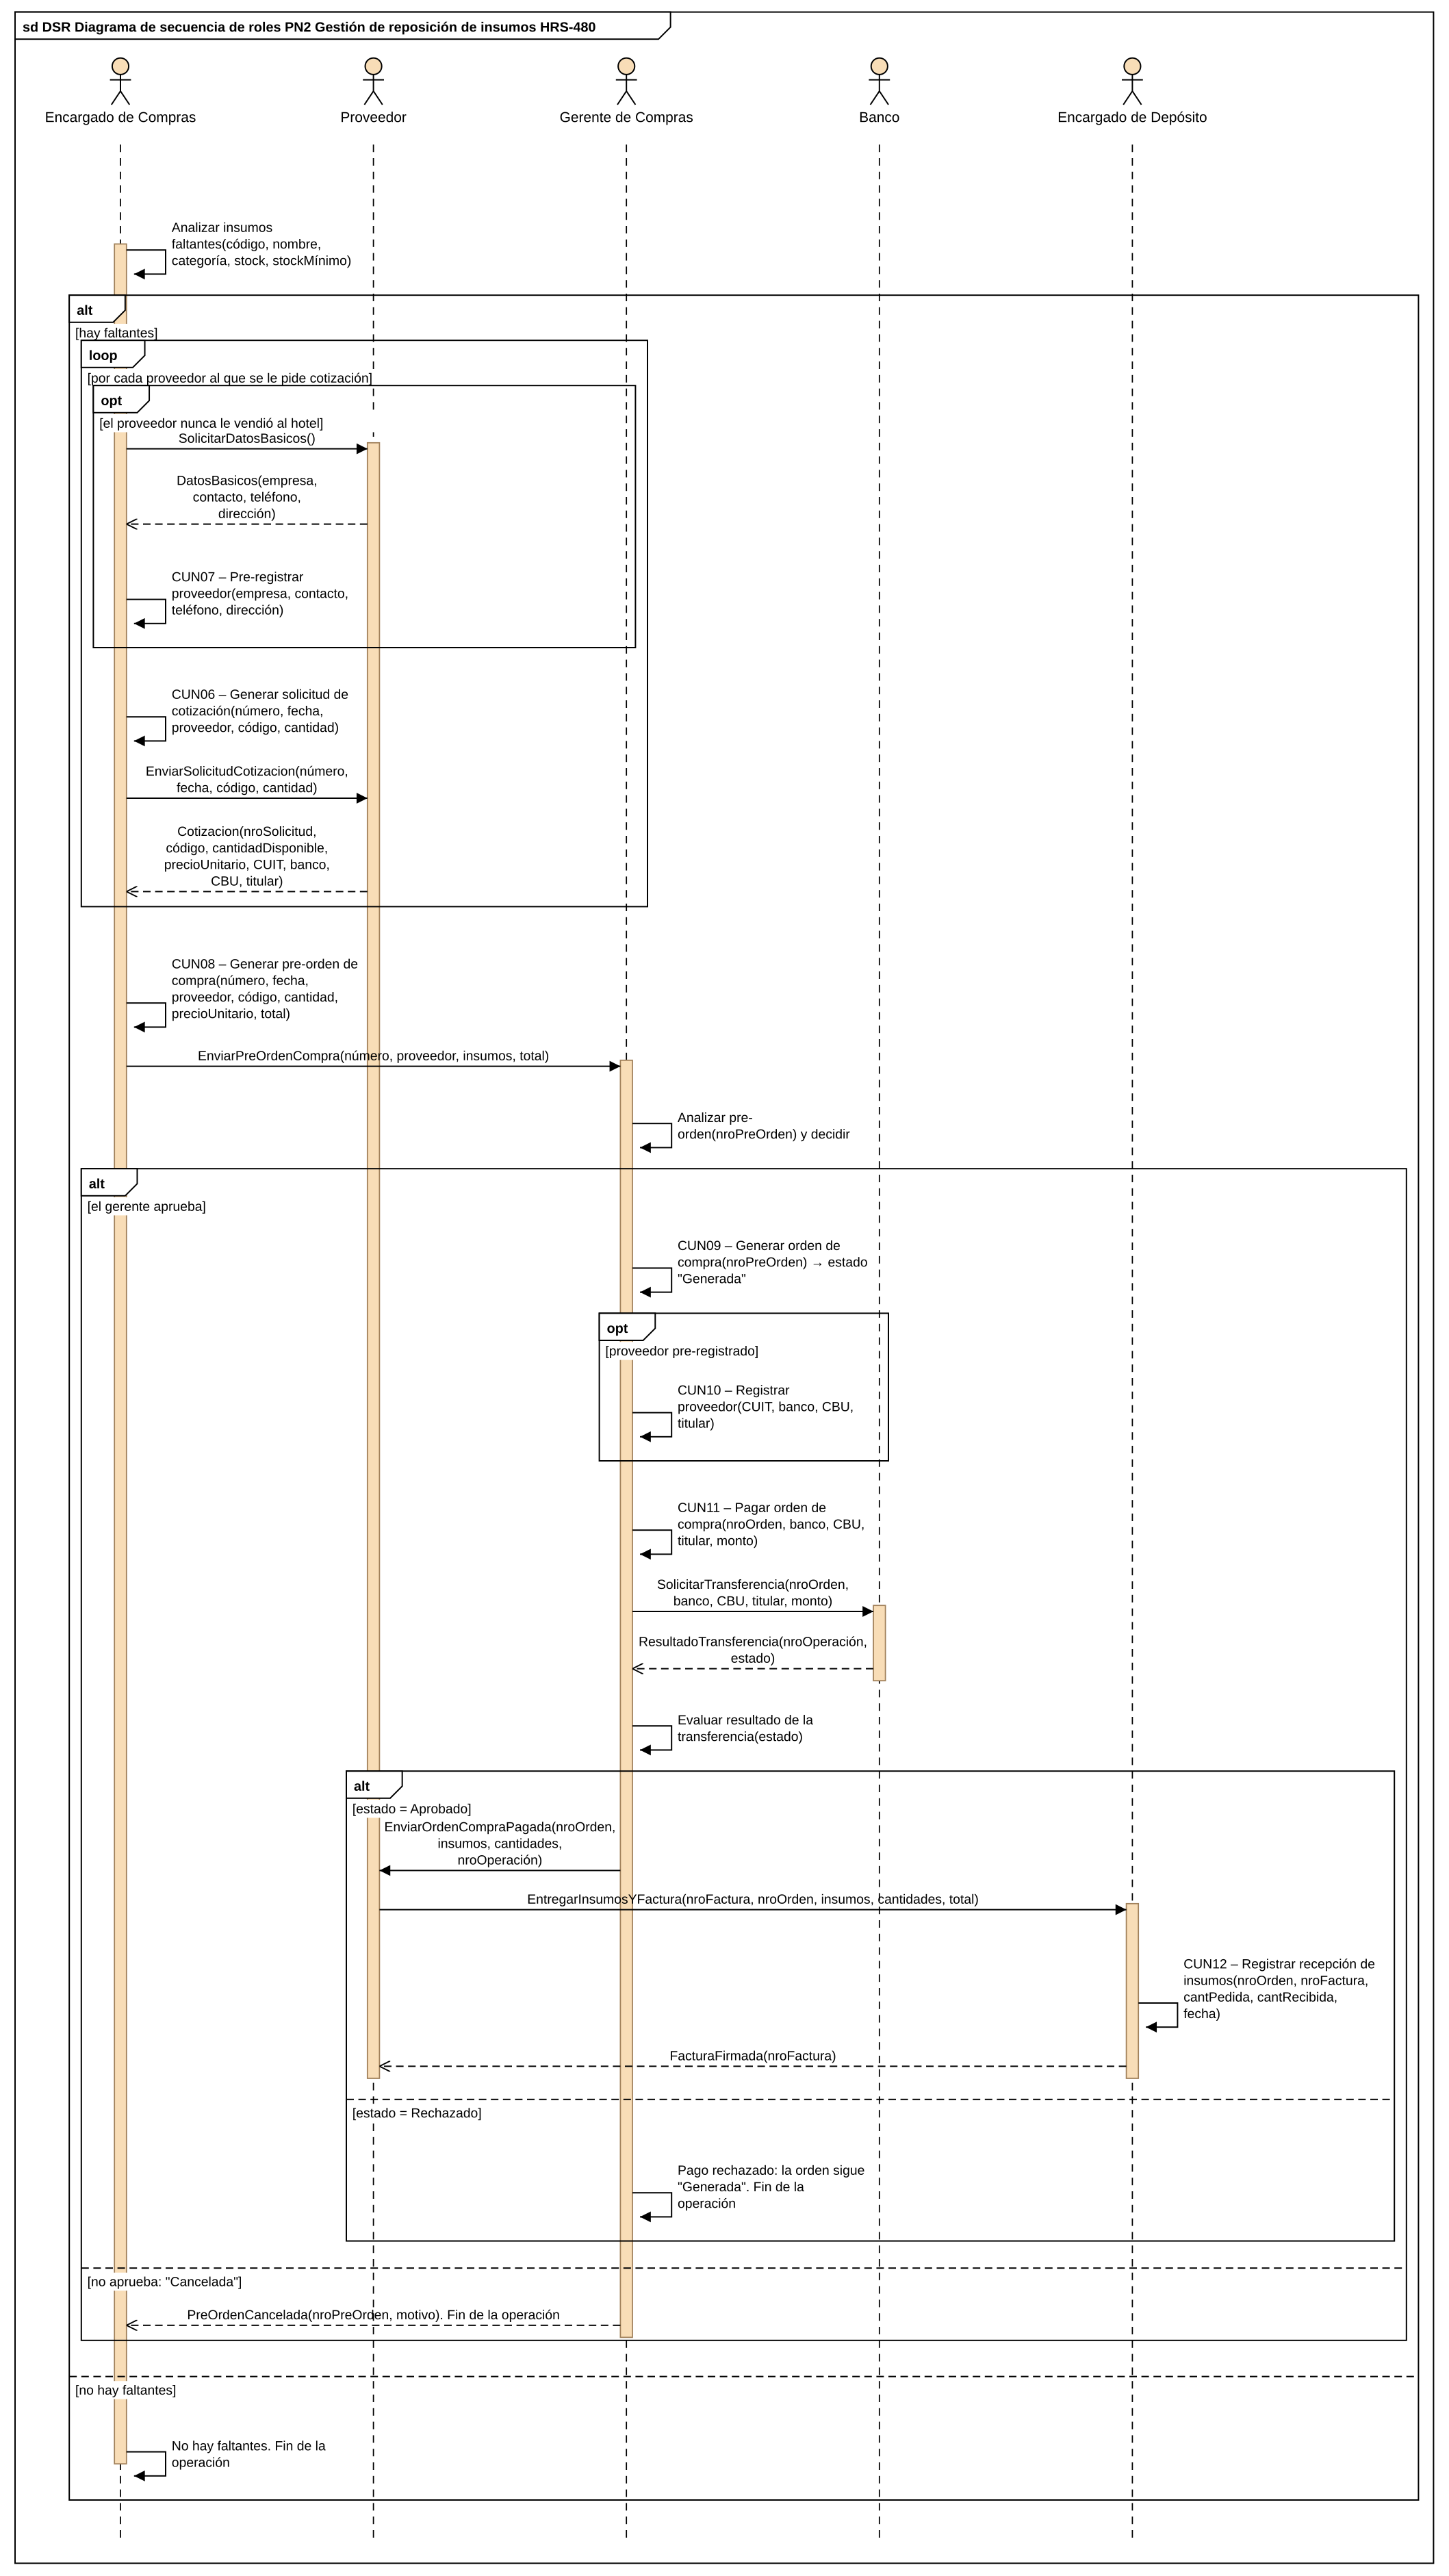 sd DSR Diagrama de secuencia de roles PN2 Gestión de reposición de insumos HRS-480
Encargado de Compras
Proveedor
Gerente de Compras
Banco
Encargado de Depósito
Analizar insumos
faltantes(código, nombre,
categoría, stock, stockMínimo)
alt
[hay faltantes]
loop
[por cada proveedor al que se le pide cotización]
opt
[el proveedor nunca le vendió al hotel]
SolicitarDatosBasicos()
DatosBasicos(empresa,
contacto, teléfono,
dirección)
CUN07 – Pre-registrar
proveedor(empresa, contacto,
teléfono, dirección)
CUN06 – Generar solicitud de
cotización(número, fecha,
proveedor, código, cantidad)
EnviarSolicitudCotizacion(número,
fecha, código, cantidad)
Cotizacion(nroSolicitud,
código, cantidadDisponible,
precioUnitario, CUIT, banco,
CBU, titular)
CUN08 – Generar pre-orden de
compra(número, fecha,
proveedor, código, cantidad,
precioUnitario, total)
EnviarPreOrdenCompra(número, proveedor, insumos, total)
Analizar pre-
orden(nroPreOrden) y decidir
alt
[el gerente aprueba]
CUN09 – Generar orden de
compra(nroPreOrden) → estado
"Generada"
opt
[proveedor pre-registrado]
CUN10 – Registrar
proveedor(CUIT, banco, CBU,
titular)
CUN11 – Pagar orden de
compra(nroOrden, banco, CBU,
titular, monto)
SolicitarTransferencia(nroOrden,
banco, CBU, titular, monto)
ResultadoTransferencia(nroOperación,
estado)
Evaluar resultado de la
transferencia(estado)
alt
[estado = Aprobado]
EnviarOrdenCompraPagada(nroOrden,
insumos, cantidades,
nroOperación)
EntregarInsumosYFactura(nroFactura, nroOrden, insumos, cantidades, total)
CUN12 – Registrar recepción de
insumos(nroOrden, nroFactura,
cantPedida, cantRecibida,
fecha)
FacturaFirmada(nroFactura)
[estado = Rechazado]
Pago rechazado: la orden sigue
"Generada". Fin de la
operación
[no aprueba: "Cancelada"]
PreOrdenCancelada(nroPreOrden, motivo). Fin de la operación
[no hay faltantes]
No hay faltantes. Fin de la
operación